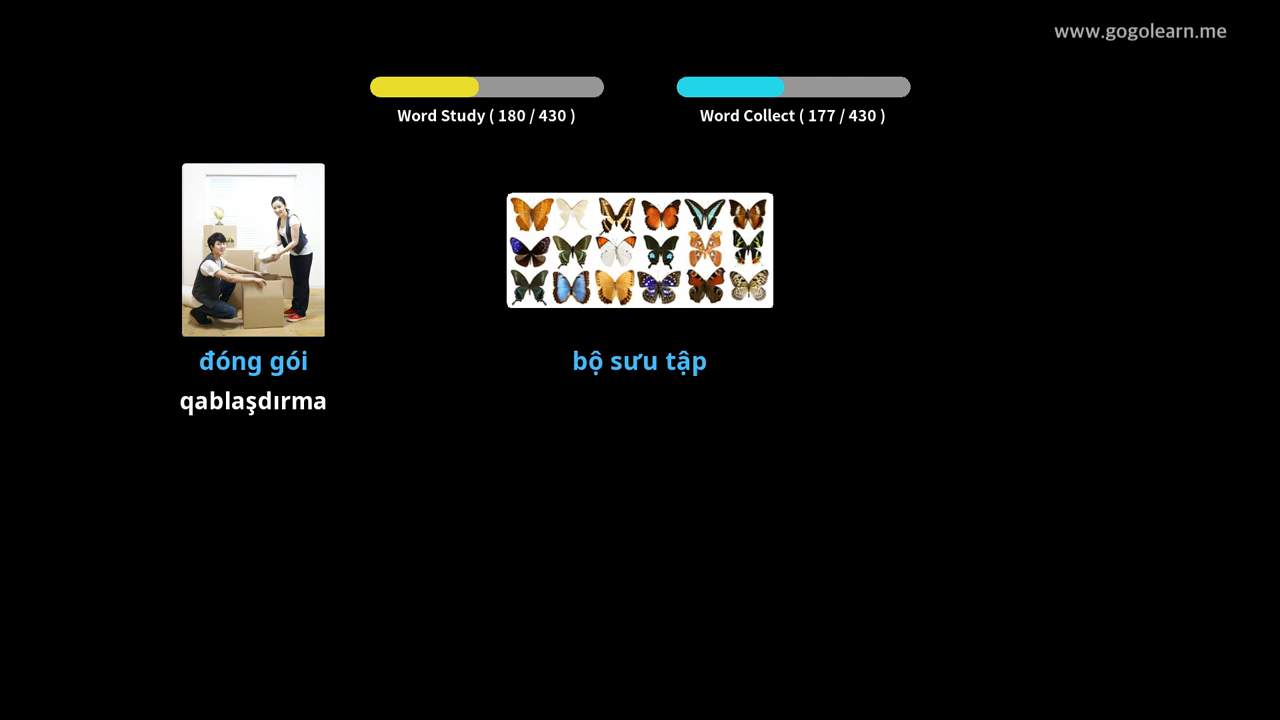 www.gogolearn.me
Word Study ( 180 / 430 )
Word Collect ( 177 / 430 )
đóng gói
bộ sưu tập
qablaşdırma